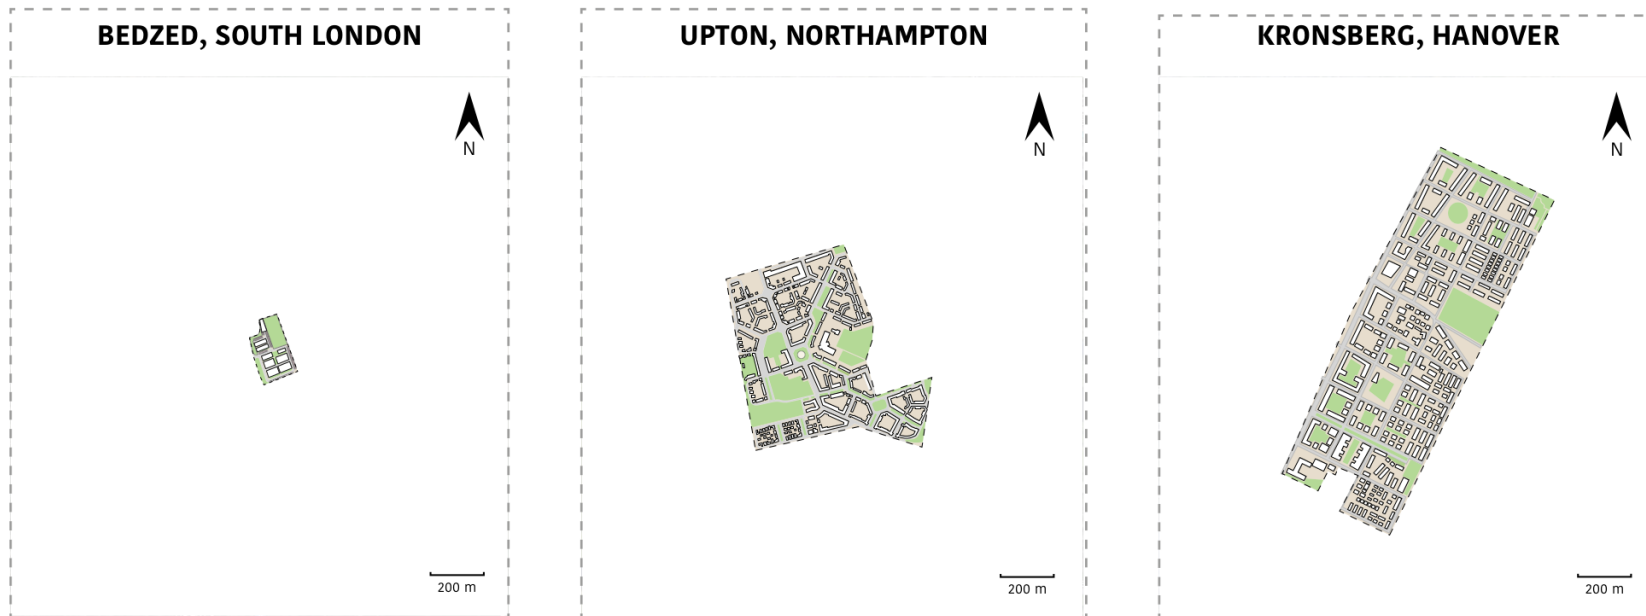 BEDZED, SOUTH LONDON
N
200 m
UPTON, NORTHAMPTON
N
200 m
KRONSBERG, HANOVER
N
200 m